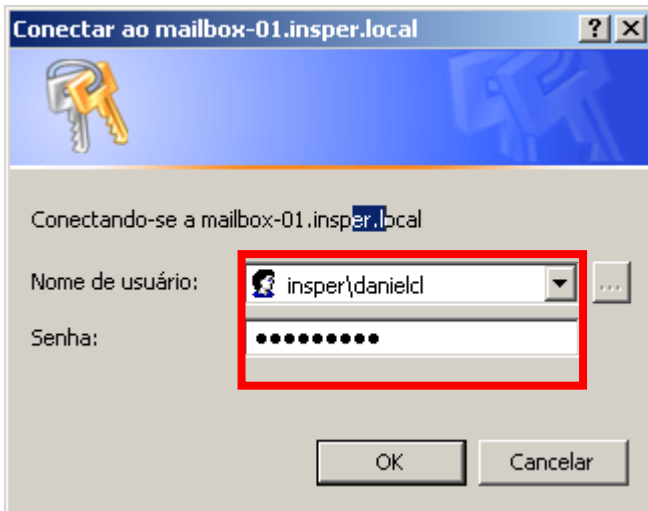 Conectar ao mailbox-01.insper.local
Conectando-se a mailbox-01.insper.local
Nome de usuário: insper\danielcl ...
Senha: ●●●●●●●●●
OK Cancelar